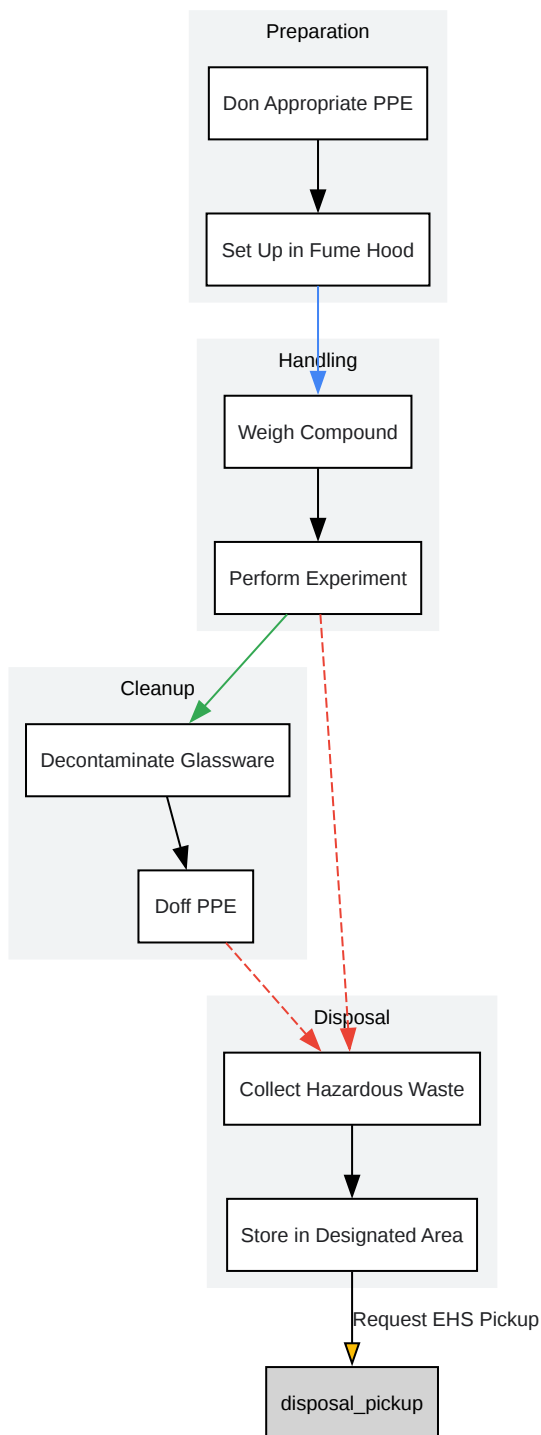 Preparation
Don Appropriate PPE
Set Up in Fume Hood
Handling
Weigh Compound
Perform Experiment
Cleanup
Decontaminate Glassware
Doff PPE
Disposal
Collect Hazardous Waste
Store in Designated Area
Request EHS Pickup
disposal_pickup